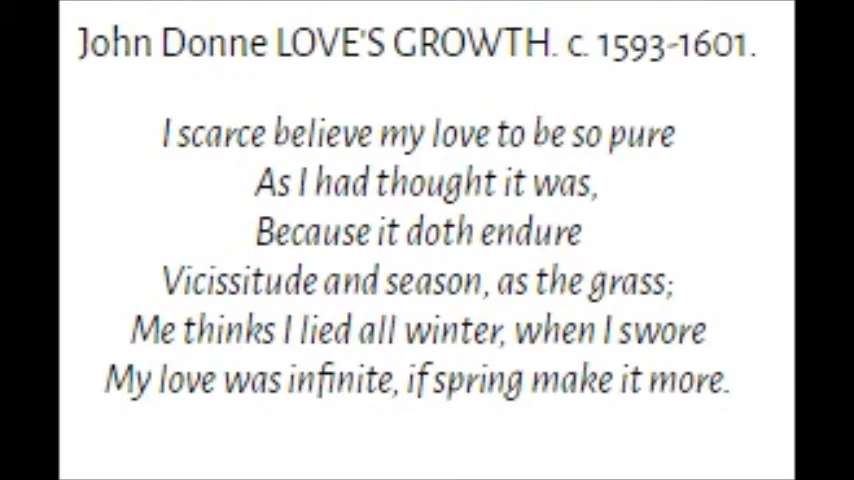 John Donne LOVE'S GROWTH. c. 1593-1601.
I scarce believe my love to be so pure
As I had thought it was,
Because it doth endure
Vicissitude and season, as the grass;
Me thinks I lied all winter, when I swore
My love was infinite, if spring make it more.